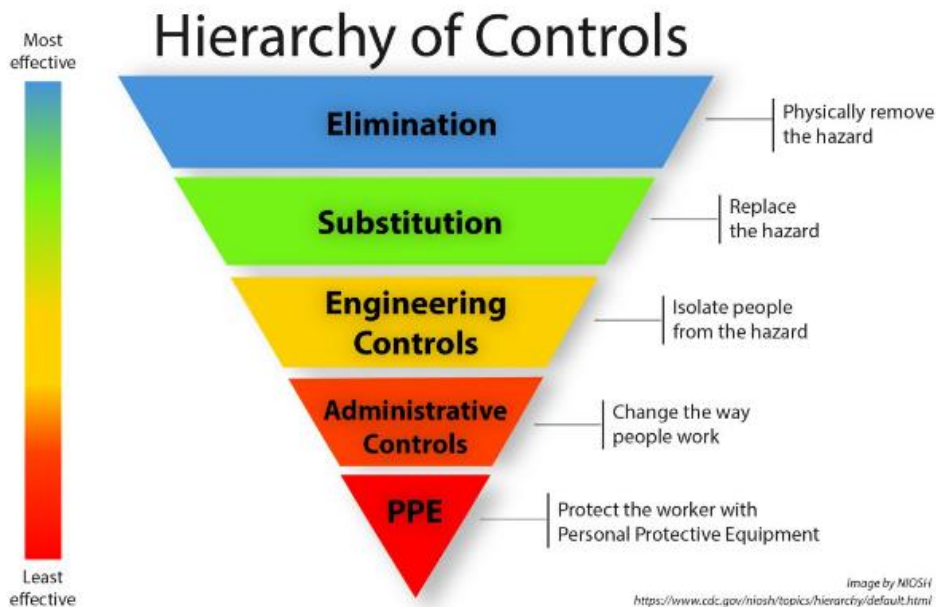 Hierarchy of Controls
Most
effective
Elimination
Physically remove
the hazard
Substitution
Replace
the hazard
Engineering
Controls
Isolate people
from the hazard
Administrative
Controls
Change the way
people work
PPE
Protect the worker with
Personal Protective Equipment
Least
effective
Image by NIOSH
https://www.cdc.gov/niosh/topics/hierarchy/default.html